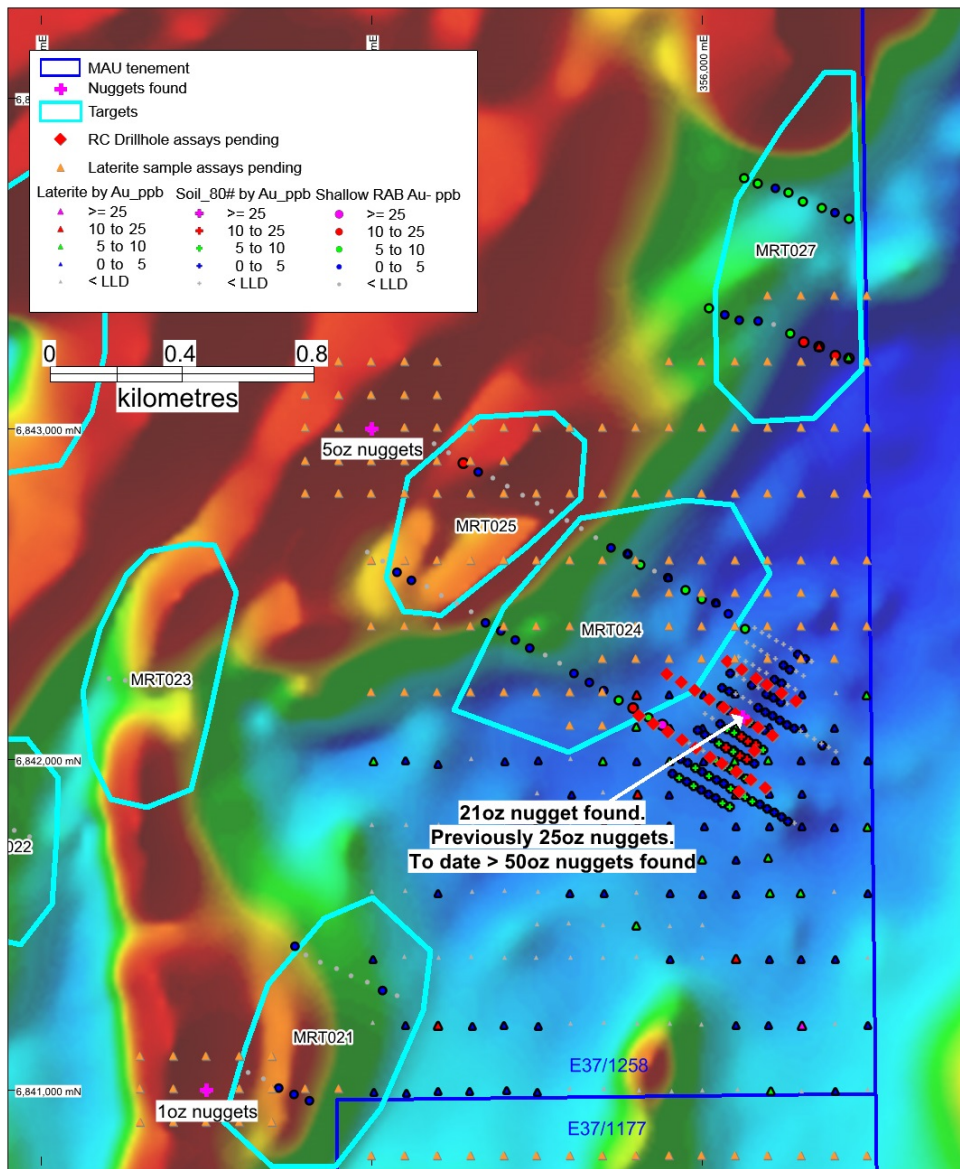 mE
mE
356,000 mE
MAU tenement
Nuggets found
Targets
RC Drillhole assays pending
Laterite sample assays pending
Laterite by Au_ppb Soil_80# by Au_ppb Shallow RAB Au- ppb
>= 25 >= 25 >= 25
10 to 25 10 to 25 10 to 25
5 to 10 5 to 10 5 to 10
0 to 5 0 to 5 0 to 5
< LLD < LLD < LLD
MRT027
0 0.4 0.8
kilometres
6,843,000 mN
5oz nuggets
MRT025
MRT024
MRT023
6,842,000 mN
21oz nugget found.
Previously 25oz nuggets.
To date > 50oz nuggets found
022
MRT021
E37/1258
6,841,000 mN
1oz nuggets
E37/1177